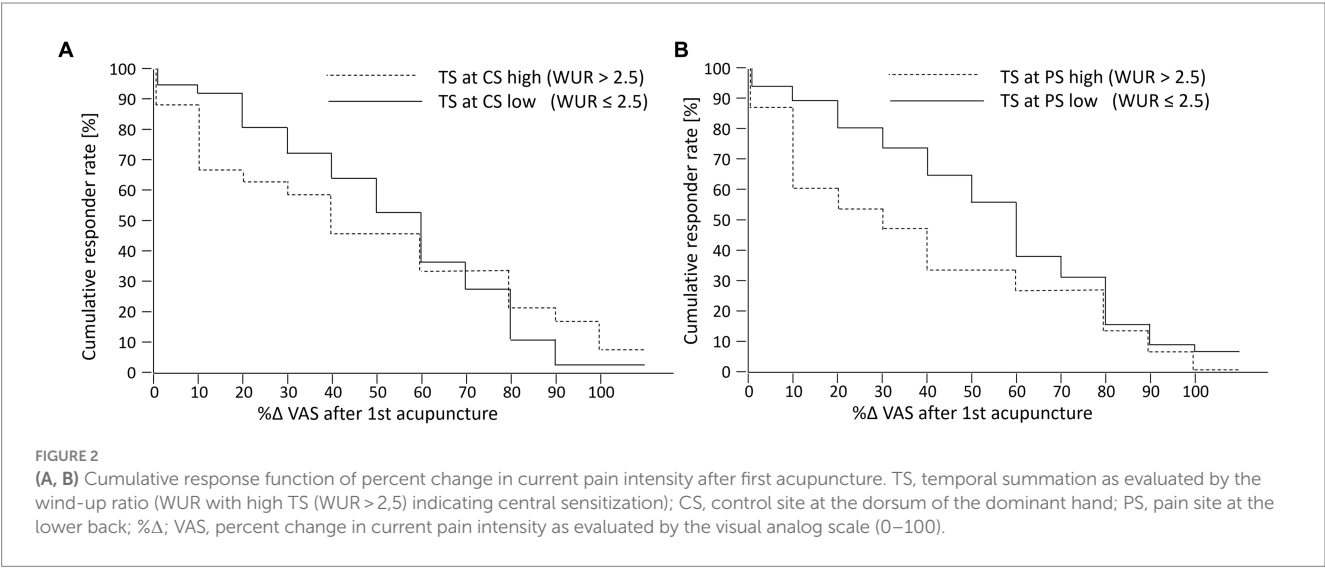 A
100
90
80
70
60
50
40
30
20
10
0
Cumulative responder rate [%]
TS at CS high (WUR > 2.5)
TS at CS low (WUR ≤ 2.5)
0 10 20 30 40 50 60 70 80 90 100
%Δ VAS after 1st acupuncture
B
100
90
80
70
60
50
40
30
20
10
0
Cumulative responder rate [%]
TS at PS high (WUR > 2.5)
TS at PS low (WUR ≤ 2.5)
0 10 20 30 40 50 60 70 80 90 100
%Δ VAS after 1st acupuncture
FIGURE 2
(A, B) Cumulative response function of percent change in current pain intensity after first acupuncture. TS, temporal summation as evaluated by the
wind-up ratio (WUR with high TS (WUR > 2,5) indicating central sensitization); CS, control site at the dorsum of the dominant hand; PS, pain site at the
lower back; %Δ; VAS, percent change in current pain intensity as evaluated by the visual analog scale (0–100).